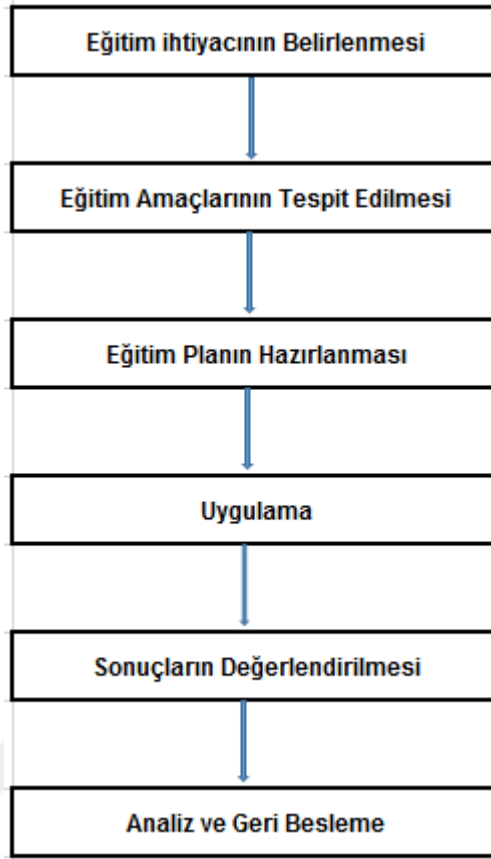 Eğitim ihtiyacının Belirlenmesi
Eğitim Amaçlarının Tespit Edilmesi
Eğitim Planın Hazırlanması
Uygulama
Sonuçların Değerlendirilmesi
Analiz ve Geri Besleme